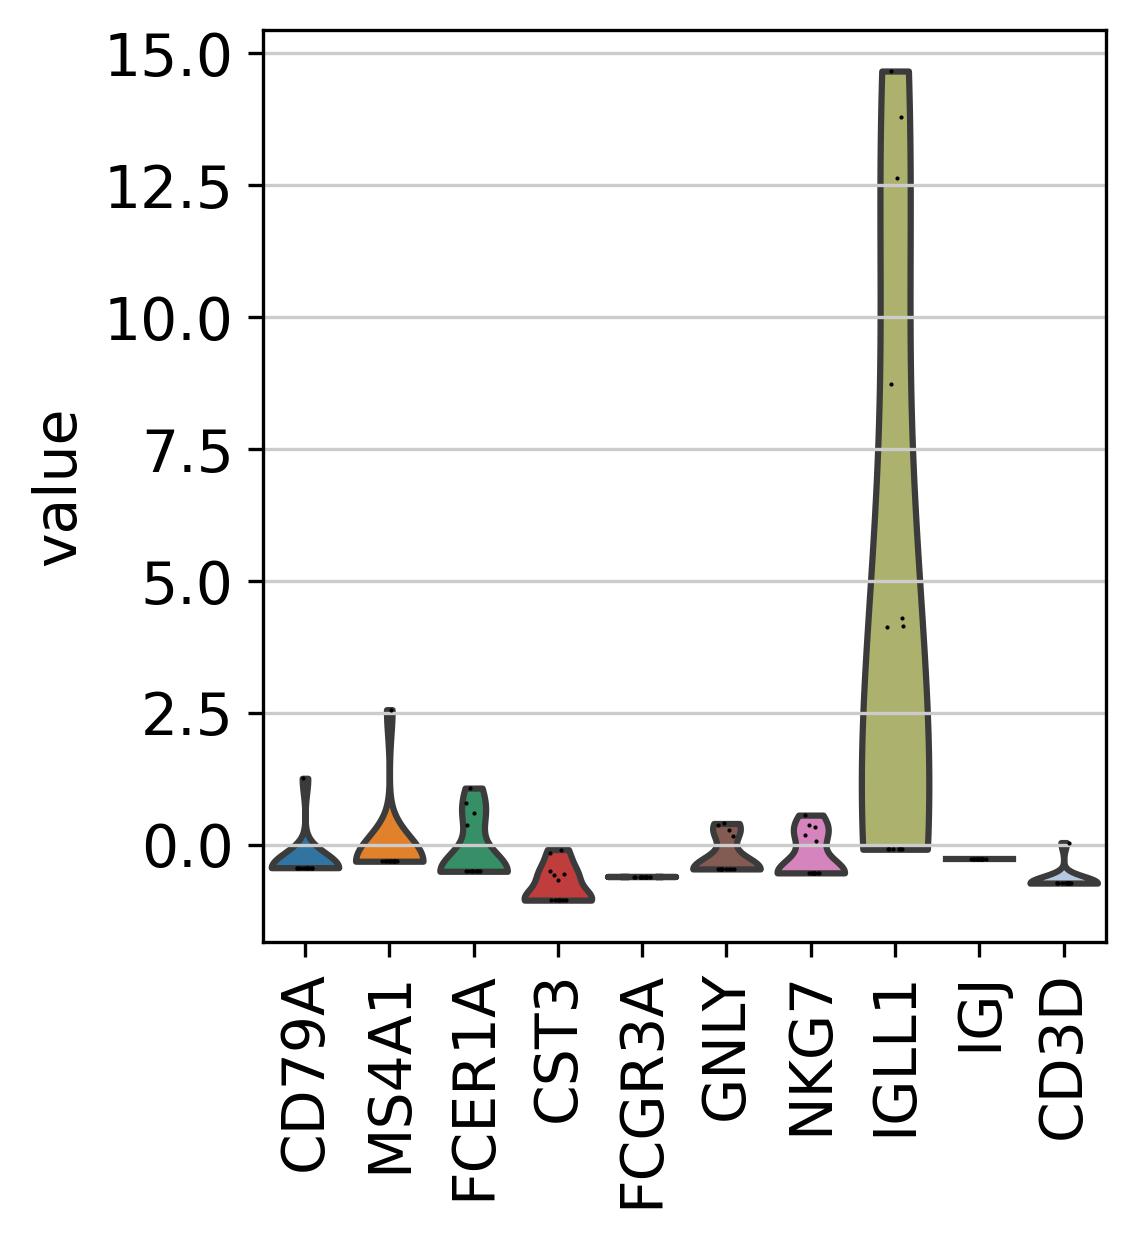 15.0
12.5
10.0
7.5
5.0
2.5
0.0
value
CD79A
MS4A1
FCER1A
CST3
FCGR3A
GNLY
NKG7
IGLL1
IGJ
CD3D